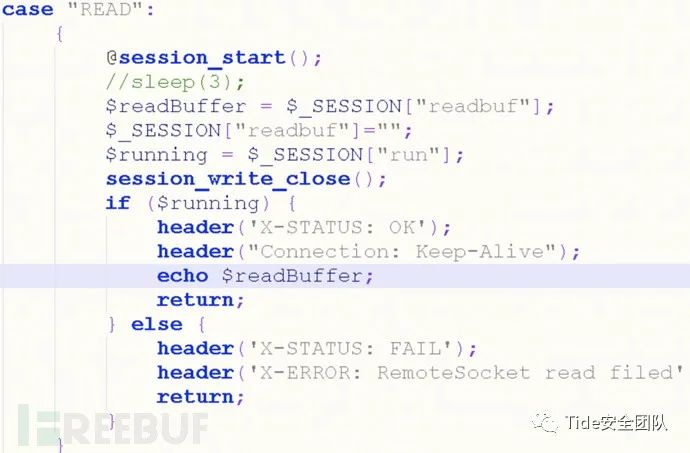 case "READ":
{
@session_start();
//sleep(3);
$readBuffer = $_SESSION["readbuf"];
$_SESSION["readbuf"]="";
$running = $_SESSION["run"];
session_write_close();
if ($running) {
header('X-STATUS: OK');
header("Connection: Keep-Alive");
echo $readBuffer;
return;
} else {
header('X-STATUS: FAIL');
header('X-ERROR: RemoteSocket read filed'
return;
}
}
FREEBUF
Tide安全团队